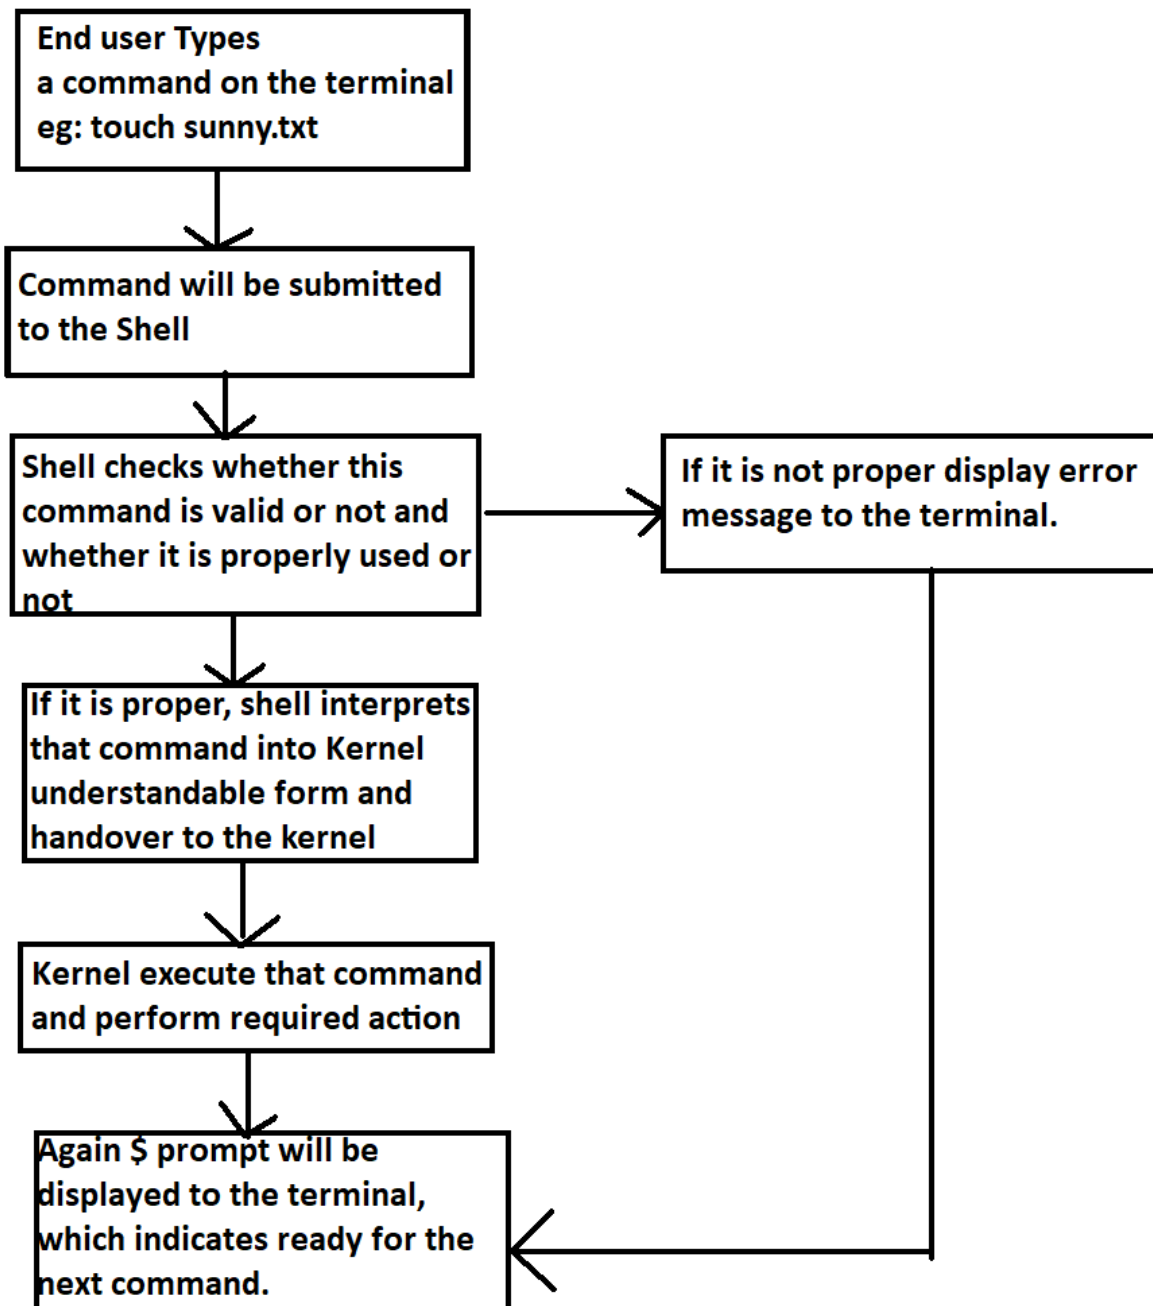 End user Types
a command on the terminal
eg: touch sunny.txt
Command will be submitted
to the Shell
Shell checks whether this
command is valid or not and
whether it is properly used or
not
If it is not proper display error
message to the terminal.
If it is proper, shell interprets
that command into Kernel
understandable form and
handover to the kernel
Kernel execute that command
and perform required action
Again $ prompt will be
displayed to the terminal,
which indicates ready for the
next command.